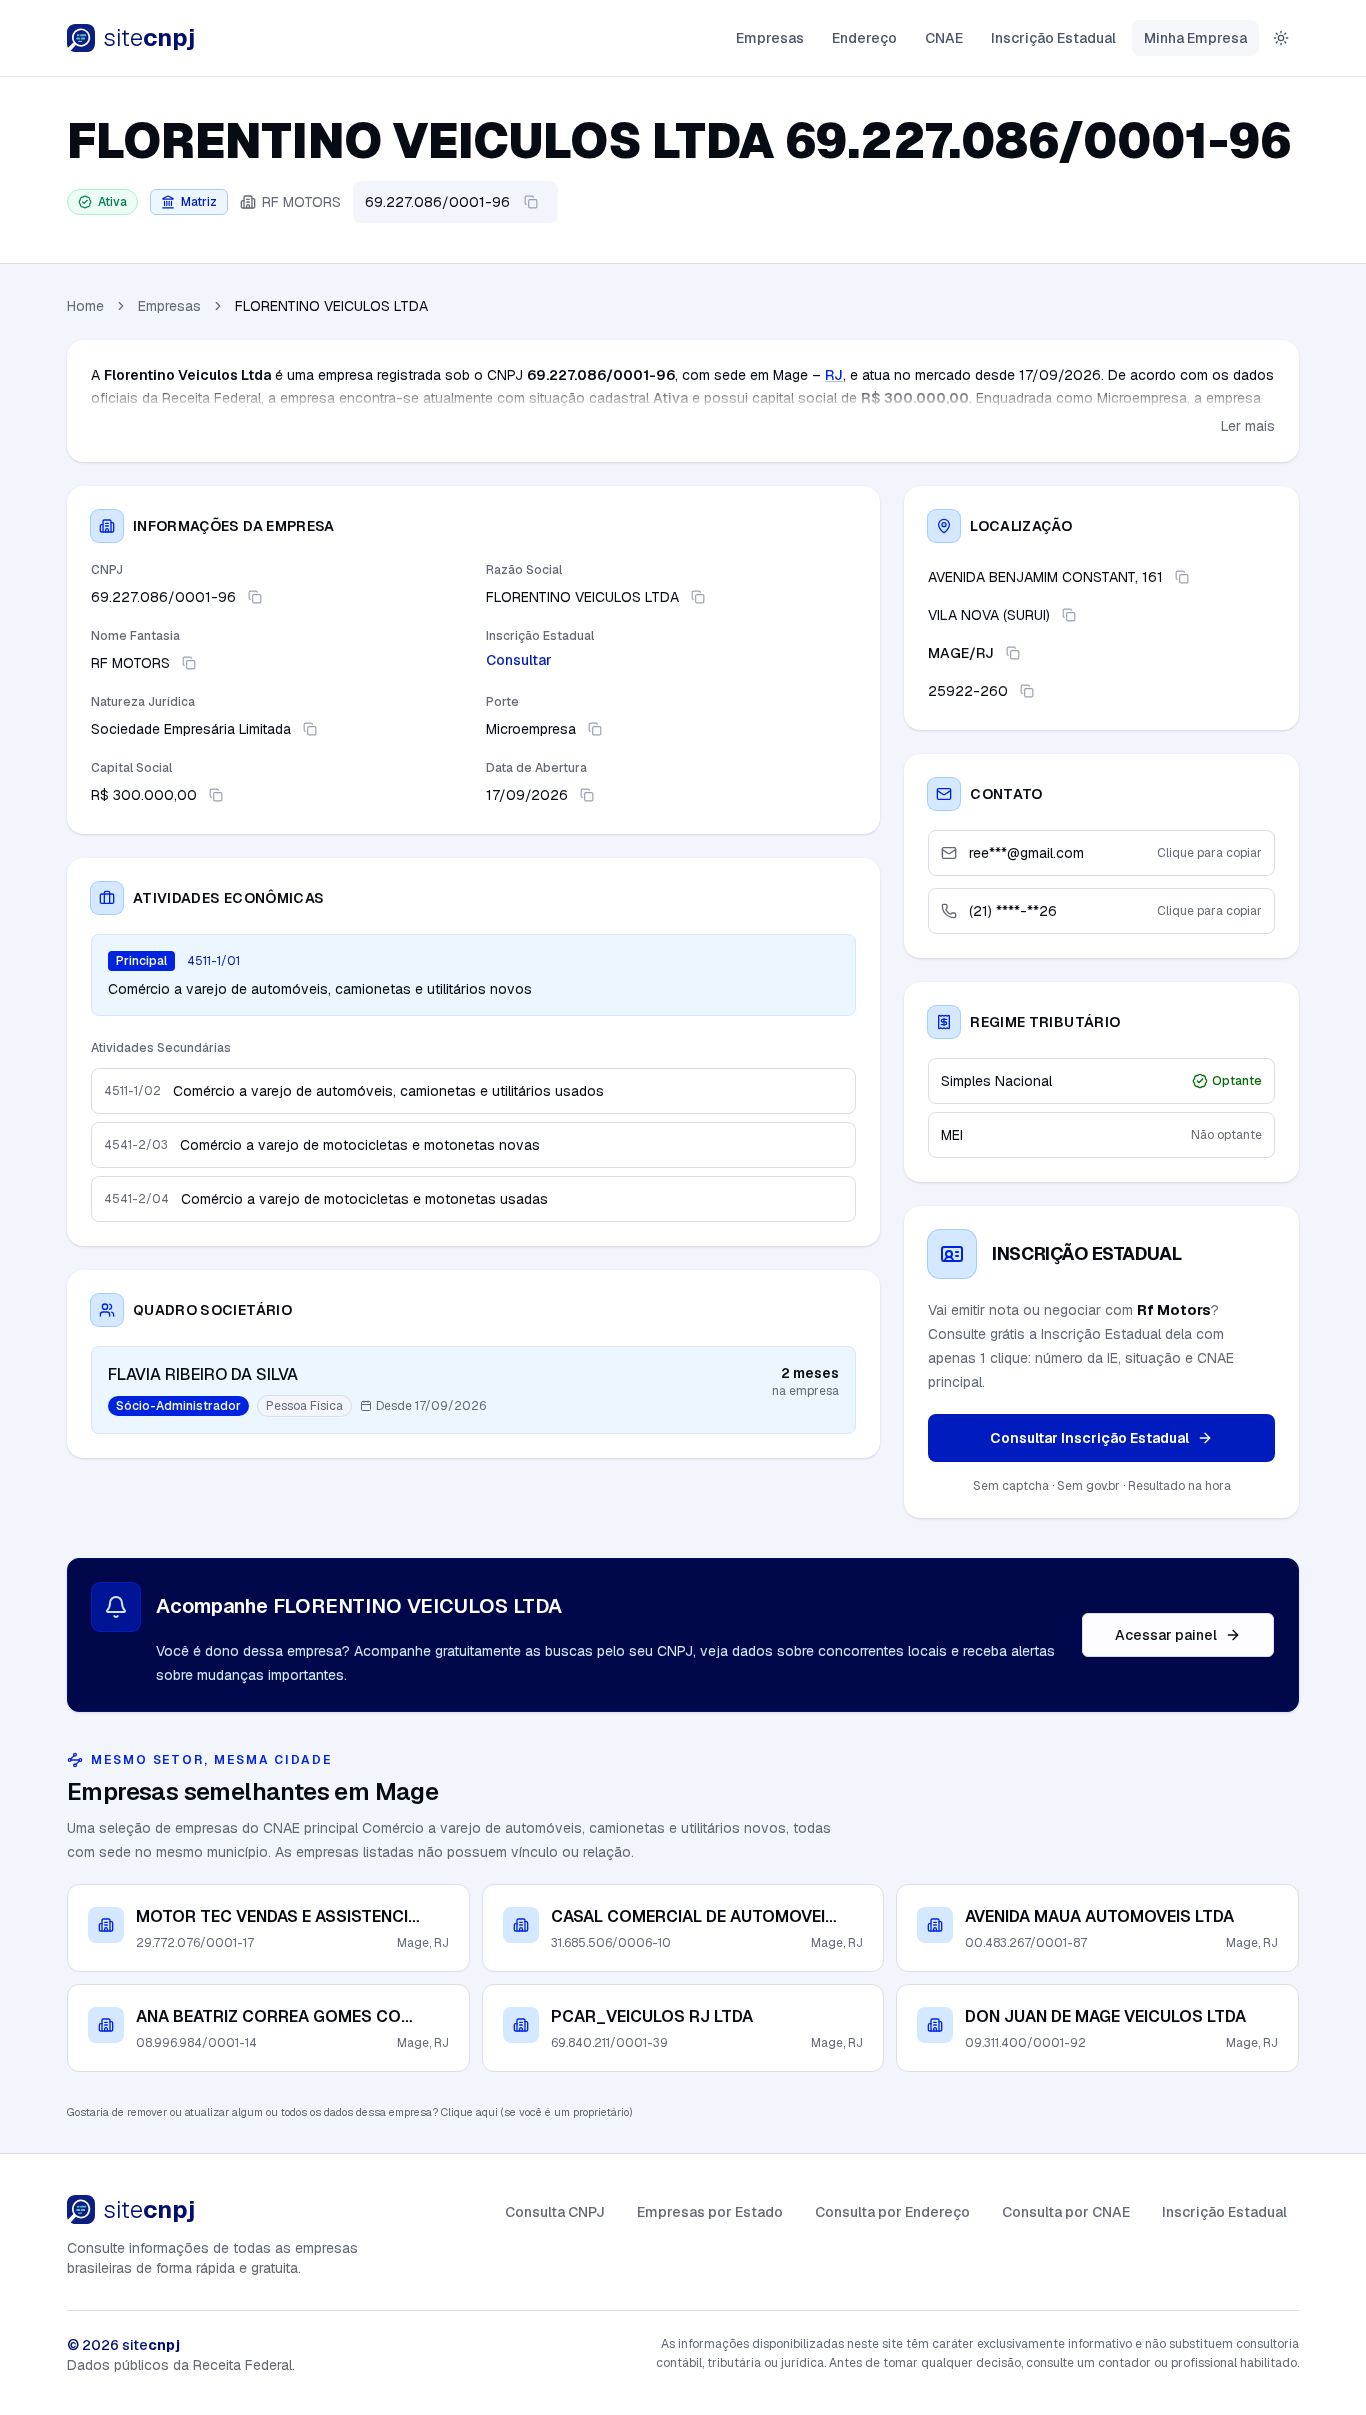 sitecnpj
Empresas
Endereço
CNAE
Inscrição Estadual
Minha Empresa
FLORENTINO VEICULOS LTDA 69.227.086/0001-96
Ativa
Matriz
RF MOTORS
69.227.086/0001-96
Home
Empresas
FLORENTINO VEICULOS LTDA
A Florentino Veiculos Ltda é uma empresa registrada sob o CNPJ 69.227.086/0001-96, com sede em Mage – RJ, e atua no mercado desde 17/09/2026. De acordo com os dados
oficiais da Receita Federal, a empresa encontra-se atualmente com situação cadastral Ativa e possui capital social de R$ 300.000,00. Enquadrada como Microempresa, a empresa
Ler mais
INFORMAÇÕES DA EMPRESA
CNPJ
69.227.086/0001-96
Razão Social
FLORENTINO VEICULOS LTDA
Nome Fantasia
RF MOTORS
Inscrição Estadual
Consultar
Natureza Jurídica
Sociedade Empresária Limitada
Porte
Microempresa
Capital Social
R$ 300.000,00
Data de Abertura
17/09/2026
ATIVIDADES ECONÔMICAS
Principal
4511-1/01
Comércio a varejo de automóveis, camionetas e utilitários novos
Atividades Secundárias
4511-1/02
Comércio a varejo de automóveis, camionetas e utilitários usados
4541-2/03
Comércio a varejo de motocicletas e motonetas novas
4541-2/04
Comércio a varejo de motocicletas e motonetas usadas
QUADRO SOCIETÁRIO
FLAVIA RIBEIRO DA SILVA
Sócio-Administrador
Pessoa Física
Desde 17/09/2026
2 meses
na empresa
LOCALIZAÇÃO
AVENIDA BENJAMIM CONSTANT, 161
VILA NOVA (SURUI)
MAGE/RJ
25922-260
CONTATO
ree***@gmail.com
Clique para copiar
(21) ****-**26
Clique para copiar
REGIME TRIBUTÁRIO
Simples Nacional
Optante
MEI
Não optante
INSCRIÇÃO ESTADUAL
Vai emitir nota ou negociar com Rf Motors?
Consulte grátis a Inscrição Estadual dela com
apenas 1 clique: número da IE, situação e CNAE
principal.
Consultar Inscrição Estadual
Sem captcha · Sem gov.br · Resultado na hora
Acompanhe FLORENTINO VEICULOS LTDA
Você é dono dessa empresa? Acompanhe gratuitamente as buscas pelo seu CNPJ, veja dados sobre concorrentes locais e receba alertas
sobre mudanças importantes.
Acessar painel
MESMO SETOR, MESMA CIDADE
Empresas semelhantes em Mage
Uma seleção de empresas do CNAE principal Comércio a varejo de automóveis, camionetas e utilitários novos, todas
com sede no mesmo município. As empresas listadas não possuem vínculo ou relação.
MOTOR TEC VENDAS E ASSISTENCI...
29.772.076/0001-17
Mage, RJ
CASAL COMERCIAL DE AUTOMOVEI...
31.685.506/0006-10
Mage, RJ
AVENIDA MAUA AUTOMOVEIS LTDA
00.483.267/0001-87
Mage, RJ
ANA BEATRIZ CORREA GOMES CO...
08.996.984/0001-14
Mage, RJ
PCAR_VEICULOS RJ LTDA
69.840.211/0001-39
Mage, RJ
DON JUAN DE MAGE VEICULOS LTDA
09.311.400/0001-92
Mage, RJ
Gostaria de remover ou atualizar algum ou todos os dados dessa empresa? Clique aqui (se você é um proprietário)
sitecnpj
Consulte informações de todas as empresas
brasileiras de forma rápida e gratuita.
Consulta CNPJ
Empresas por Estado
Consulta por Endereço
Consulta por CNAE
Inscrição Estadual
© 2026 sitecnpj
Dados públicos da Receita Federal.
As informações disponibilizadas neste site têm caráter exclusivamente informativo e não substituem consultoria
contábil, tributária ou jurídica. Antes de tomar qualquer decisão, consulte um contador ou profissional habilitado.